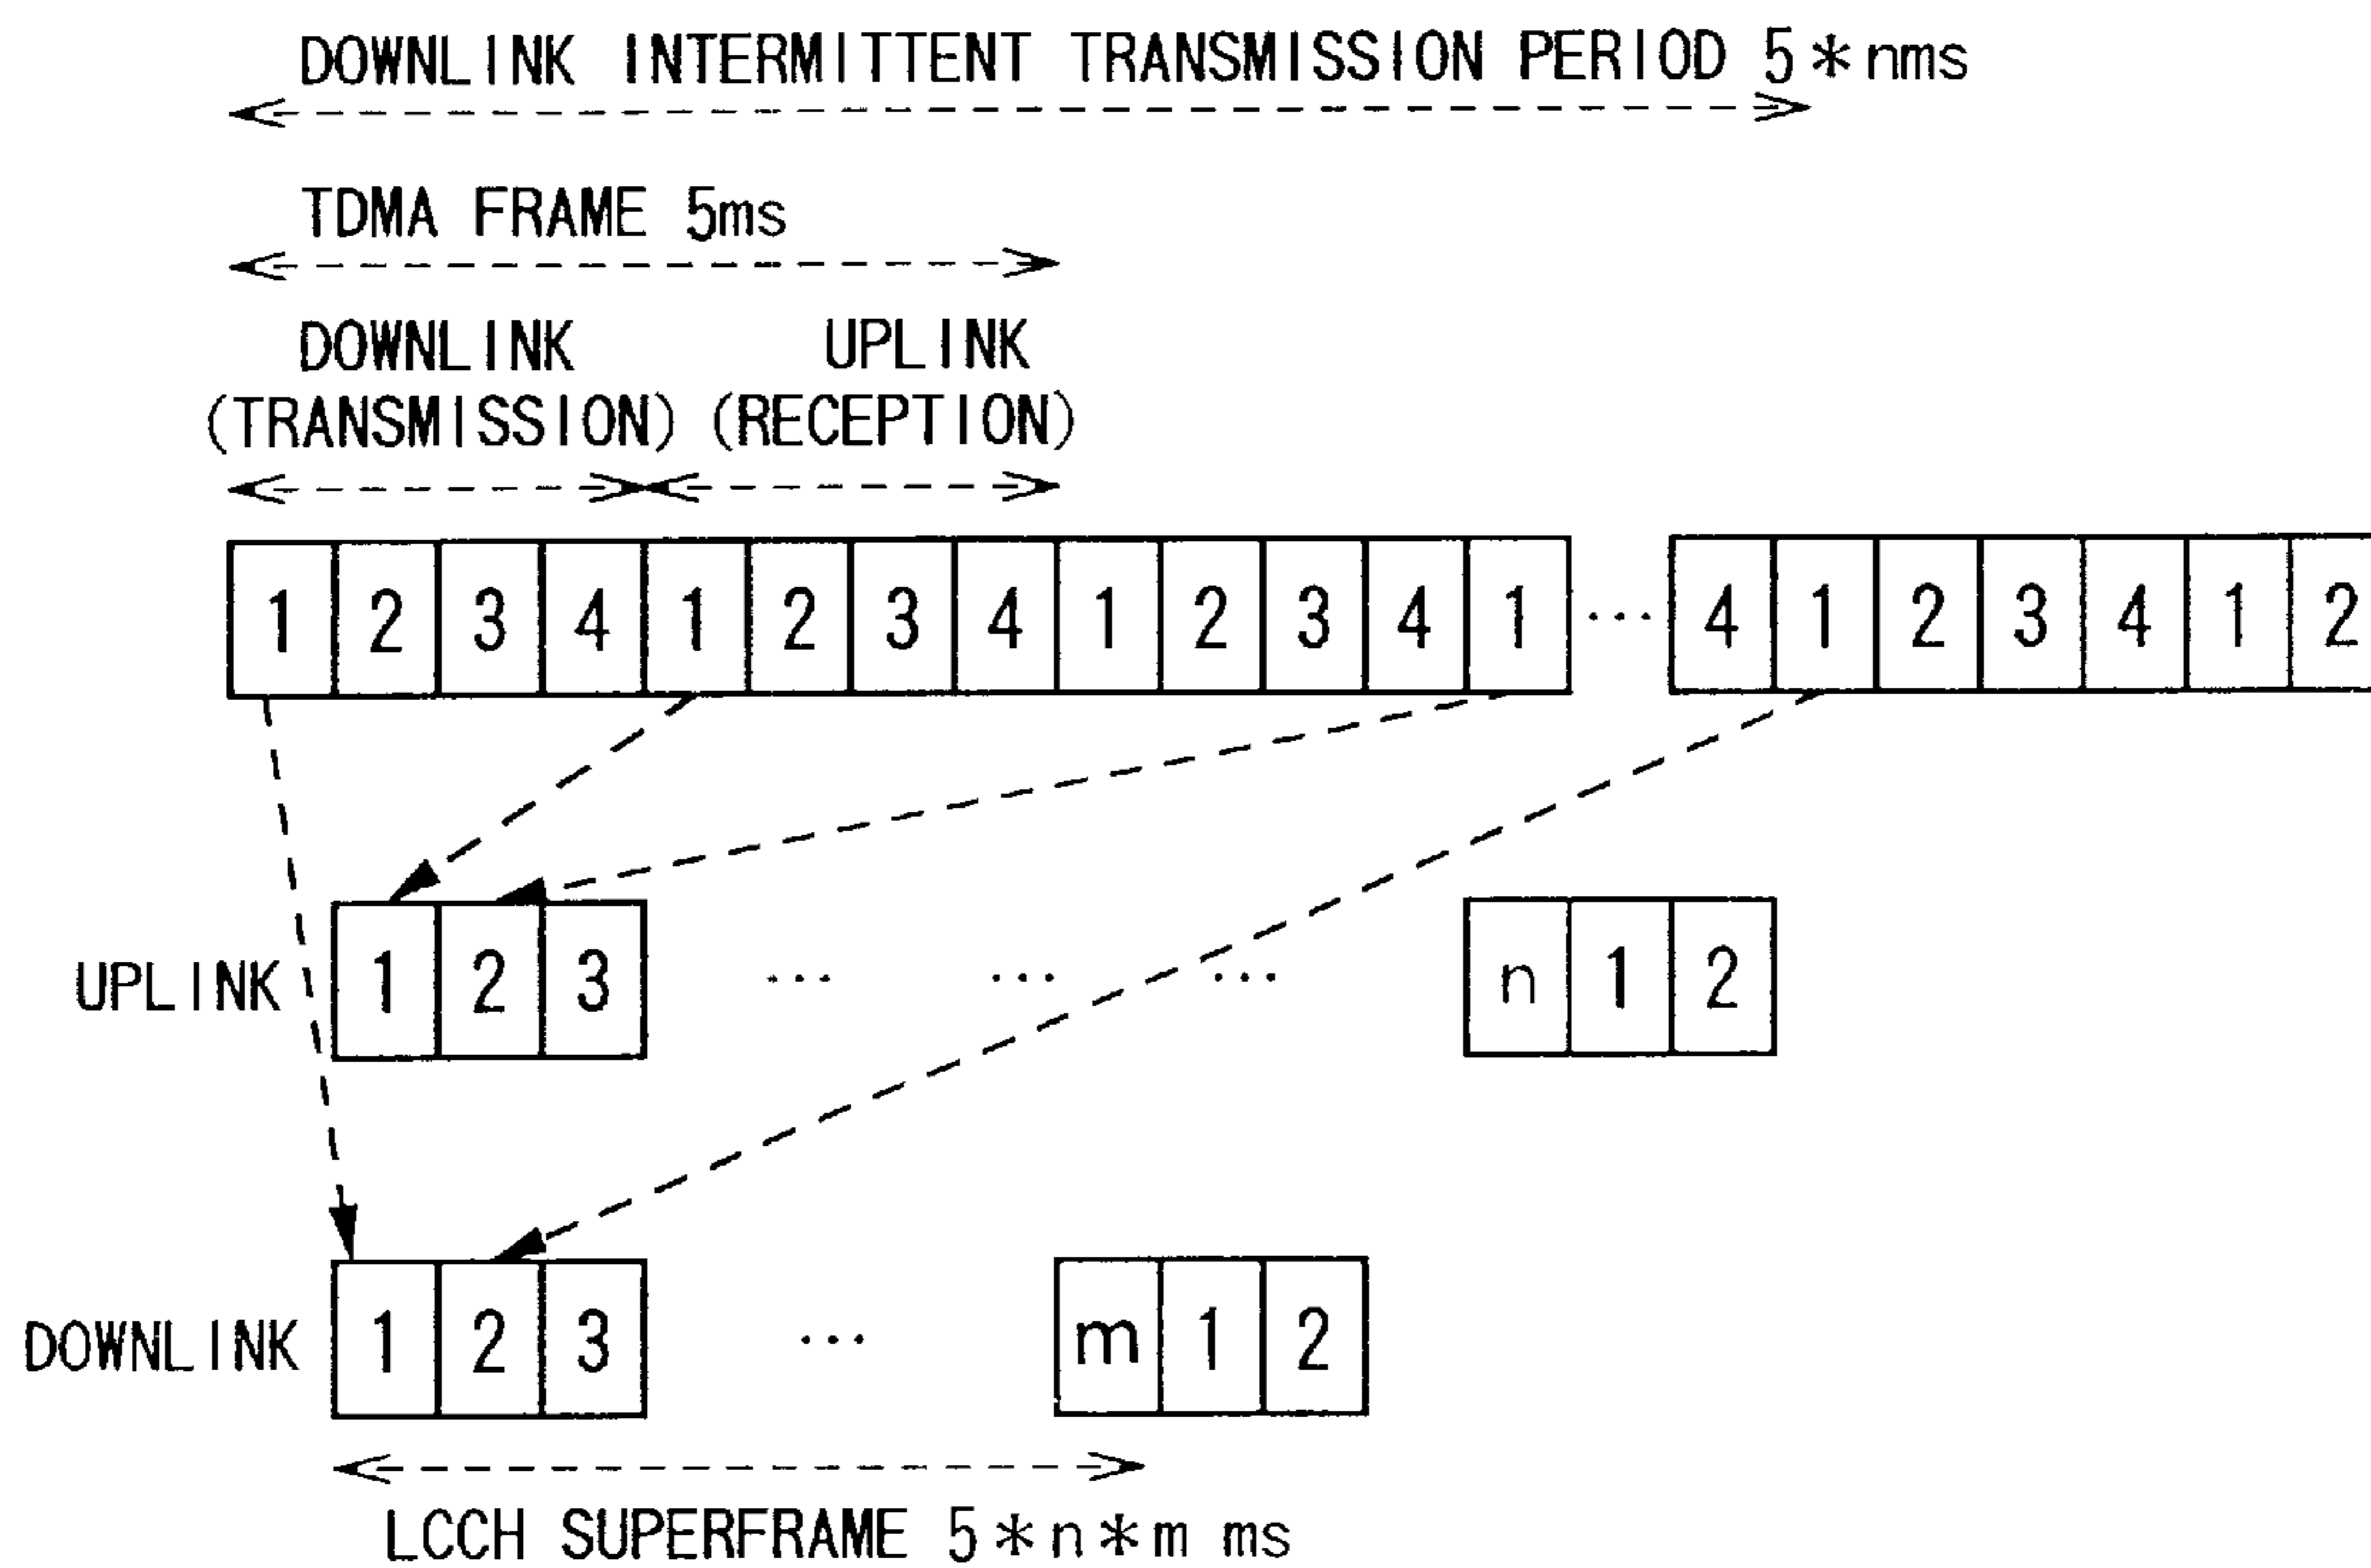 DOWNLINK INTERMITTENT TRANSMISSION PERIOD 5*nms
TDMA FRAME 5ms
DOWNLINK UPLINK
(TRANSMISSION) (RECEPTION)
1 2 3 4 1 2 3 4 1 2 3 4 1 ... 4 1 2 3 4 1 2
UPLINK 1 2 3 ... ... ... n 1 2
DOWNLINK 1 2 3 ... m 1 2
LCCH SUPERFRAME 5*n*m ms